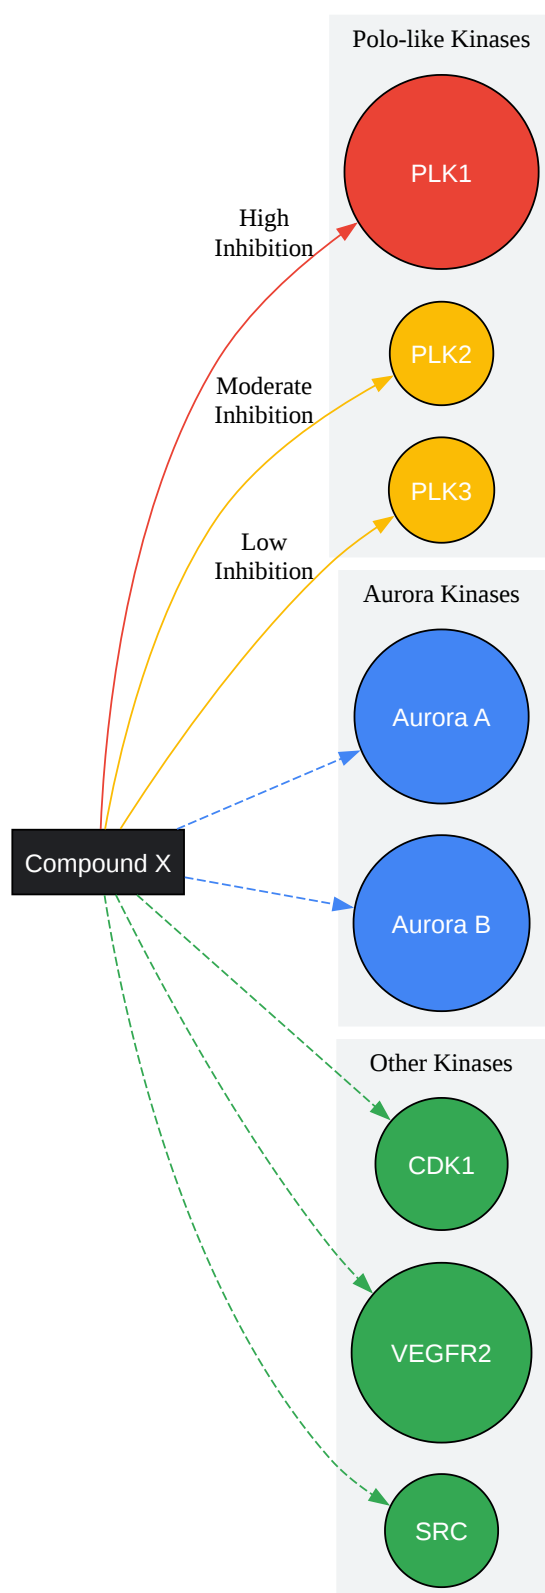 Polo-like Kinases
PLK1
High
Inhibition
PLK2
Moderate
Inhibition
PLK3
Low
Inhibition
Aurora Kinases
Aurora A
Compound X
Aurora B
Other Kinases
CDK1
VEGFR2
SRC